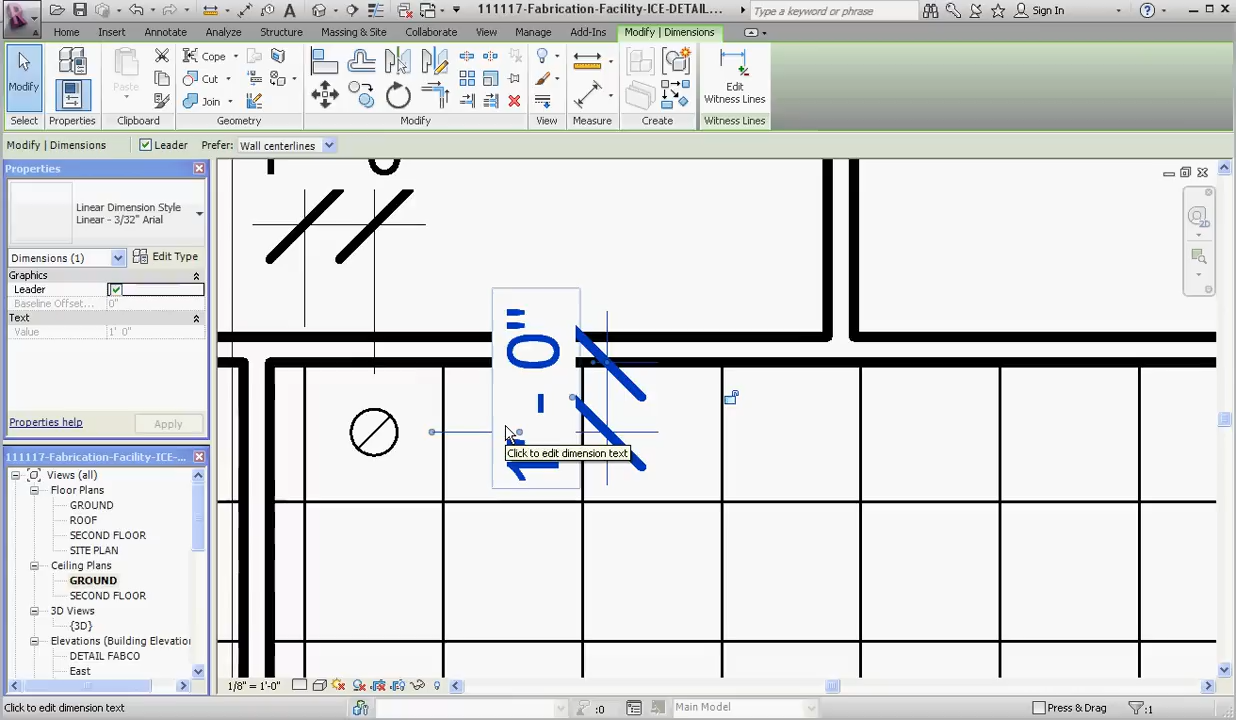 111117-Fabrication-Facility-ICE-DETAIL...
Type a keyword or phrase
Sign In
Home Insert Annotate Analyze Structure Massing & Site Collaborate View Manage Add-Ins Modify | Dimensions
Modify
Paste
Cope
Cut
Join
Edit
Witness Lines
Select Properties Clipboard Geometry Modify View Measure Create Witness Lines
Modify | Dimensions Leader Prefer: Wall centerlines
Properties
Linear Dimension Style
Linear - 3/32" Arial
Dimensions (1) Edit Type
Graphics
Leader
Baseline Offset... 0"
Text
Value 1' 0"
Properties help Apply
111117-Fabrication-Facility-ICE-...
Views (all)
Floor Plans
GROUND
ROOF
SECOND FLOOR
SITE PLAN
Ceiling Plans
GROUND
SECOND FLOOR
3D Views
{3D}
Elevations (Building Elevation
DETAIL FABCO
East
1' - 0"
Click to edit dimension text
2D
1/8" = 1'-0"
Click to edit dimension text
:0
Main Model
Press & Drag
:1